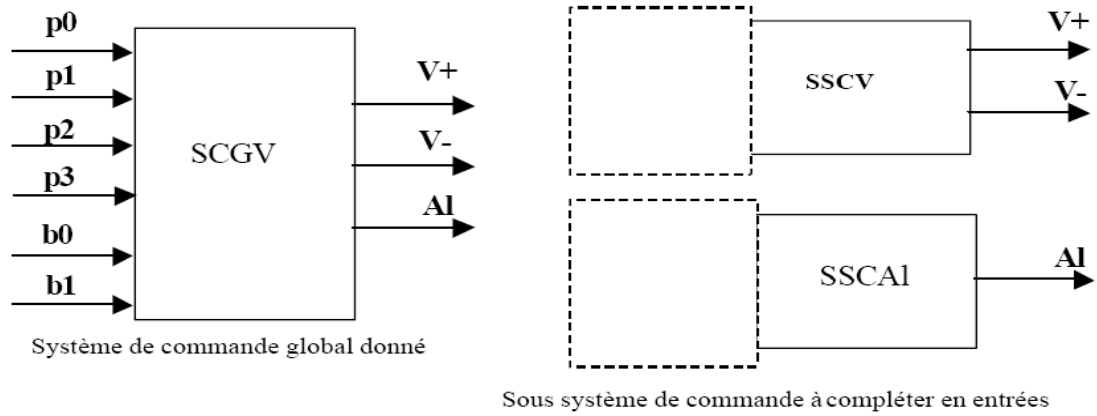 p0
p1
p2
p3
b0
b1
SCGV
V+
V-
Al
Système de commande global donné
SSCV
V+
V-
SSCAl
Al
Sous système de commande à compléter en entrées